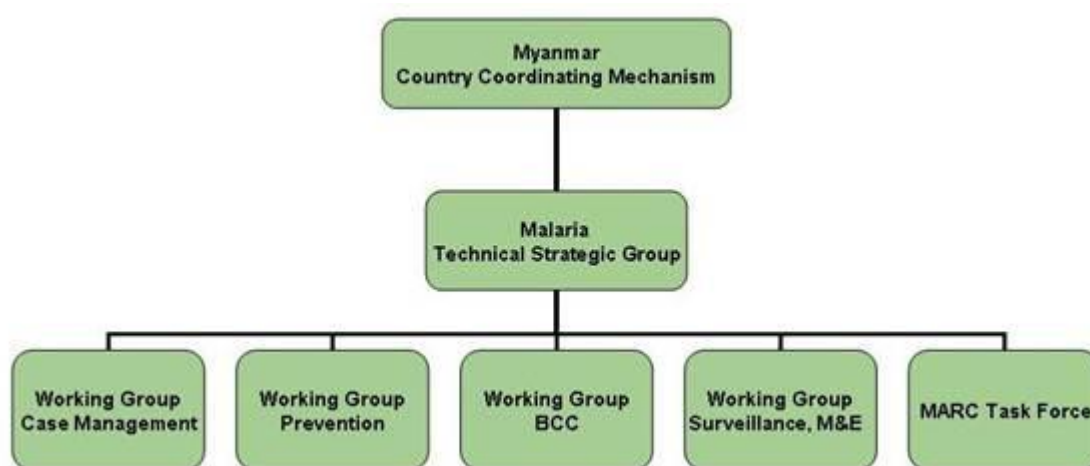 Myanmar
Country Coordinating Mechanism
Malaria
Technical Strategic Group
Working Group
Case Management
Working Group
Prevention
Working Group
BCC
Working Group
Surveillance, M&E
MARC Task Force